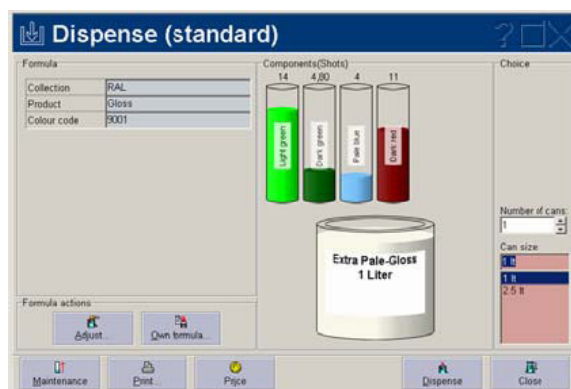 Dispense (standard)
Formula
Collection RAL
Product Gloss
Colour code 9001
Components(Shots)
14 4,80 4 11
Light green
Dark green
Pale blue
Dark red
Extra Pale-Gloss
1 Liter
Choice
Number of cans:
1
Can size
1 lt
1 lt
2.5 lt
Formula actions
Adjust...
Own formula...
Maintenance
Print...
Price
Dispense
Close